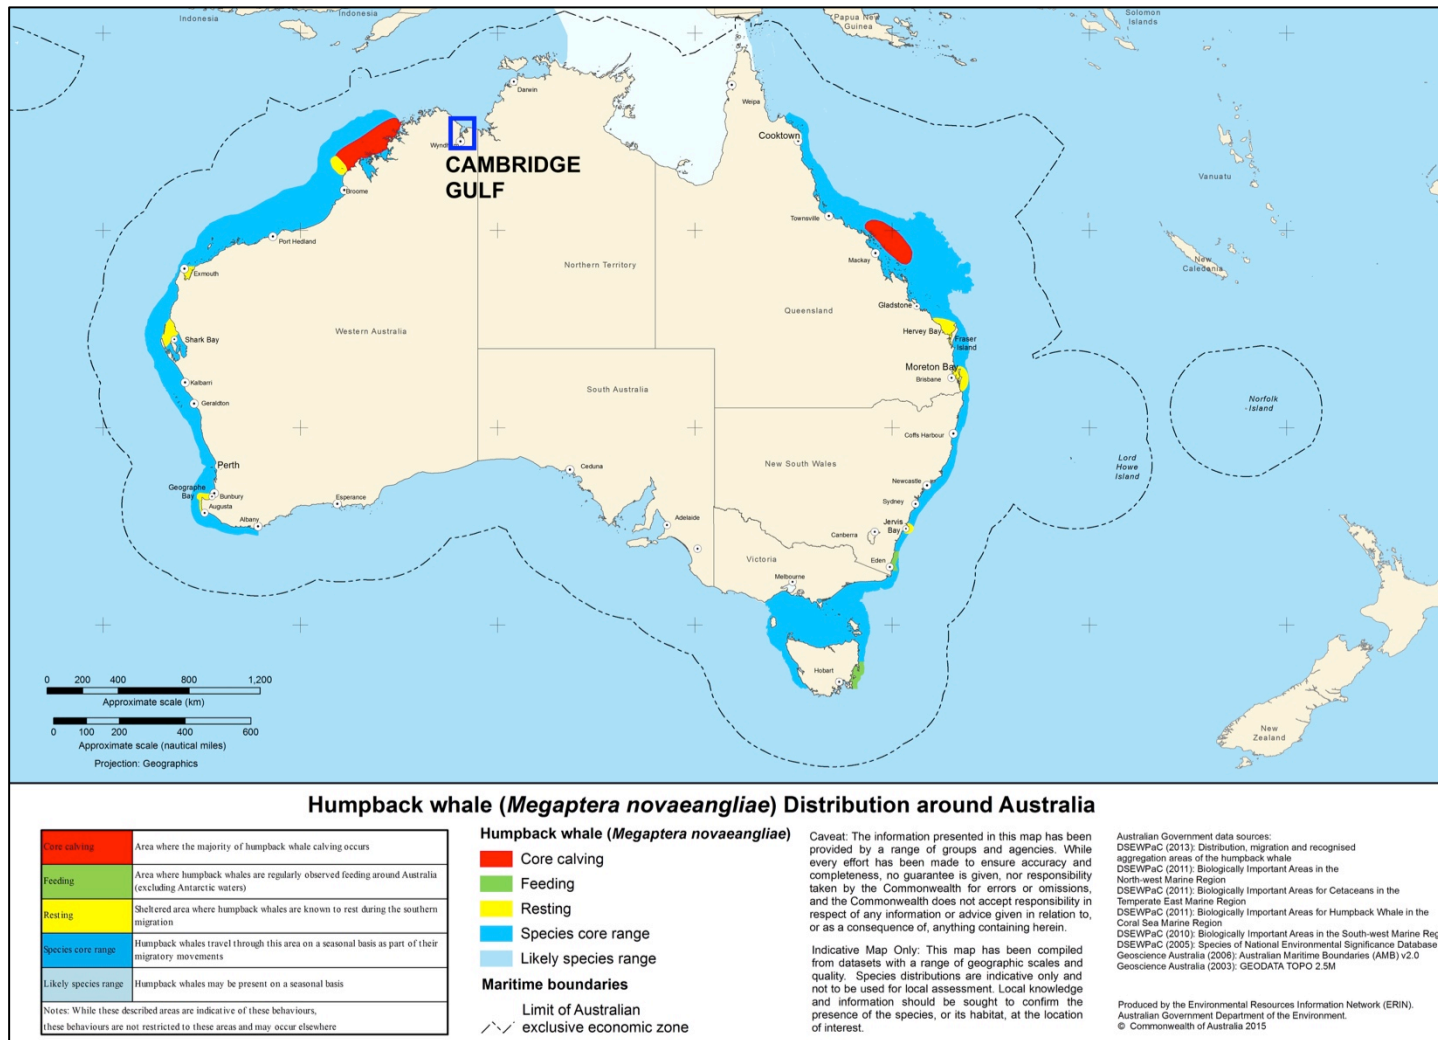 Indonesia
Indonesia
Papua New
Guinea
Solomon
Islands
Darwin
Weipa
Wyndh
CAMBRIDGE
GULF
Cooktown
Broome
Vanuatu
Townsville
Port Hedland
Mackay
New
Caledonia
Northern Territory
Exmouth
Queensland
Gladstone
Western Australia
Hervey Bay
Fraser
Island
Shark Bay
Moreton Bay
Brisbane
Kalbarri
South Australia
Geraldton
Norfolk
Island
Coffs Harbour
Lord
Howe
Island
Perth
Ceduna
New South Wales
Geographe
Bay
Bunbury
Augusta
Esperance
Albany
Newcastle
Sydney
Adelaide
Jervis
Bay
Canberra
Victoria
Eden
Melbourne
Hobart
New
Zealand
0 200 400 800 1,200
Approximate scale (km)
0 100 200 400 600
Approximate scale (nautical miles)
Projection: Geographics
Humpback whale (Megaptera novaeangliae) Distribution around Australia
Core calving Area where the majority of humpback whale calving occurs
Feeding Area where humpback whales are regularly observed feeding around Australia
(excluding Antarctic waters)
Resting Sheltered area where humpback whales are known to rest during the southern
migration
Species core range Humpback whales travel through this area on a seasonal basis as part of their
migratory movements
Likely species range Humpback whales may be present on a seasonal basis
Notes: While these described areas are indicative of these behaviours,
these behaviours are not restricted to these areas and may occur elsewhere
Humpback whale (Megaptera novaeangliae)
Core calving
Feeding
Resting
Species core range
Likely species range
Maritime boundaries
Limit of Australian
exclusive economic zone
Caveat: The information presented in this map has been
provided by a range of groups and agencies. While
every effort has been made to ensure accuracy and
completeness, no guarantee is given, nor responsibility
taken by the Commonwealth for errors or omissions,
and the Commonwealth does not accept responsibility in
respect of any information or advice given in relation to,
or as a consequence of, anything containing herein.
Indicative Map Only: This map has been compiled
from datasets with a range of geographic scales and
quality. Species distributions are indicative only and
not to be used for local assessment. Local knowledge
and information should be sought to confirm the
presence of the species, or its habitat, at the location
of interest.
Australian Government data sources:
DSEWPaC (2013): Distribution, migration and recognised
aggregation areas of the humpback whale
DSEWPaC (2011): Biologically Important Areas in the
North-west Marine Region
DSEWPaC (2011): Biologically Important Areas for Cetaceans in the
Temperate East Marine Region
DSEWPaC (2011): Biologically Important Areas for Humpback Whale in the
Coral Sea Marine Region
DSEWPaC (2010): Biologically Important Areas in the South-west Marine Reg
DSEWPaC (2005): Species of National Environmental Significance Database
Geoscience Australia (2006): Australian Maritime Boundaries (AMB) v2.0
Geoscience Australia (2003): GEODATA TOPO 2.5M
Produced by the Environmental Resources Information Network (ERIN).
Australian Government Department of the Environment.
© Commonwealth of Australia 2015